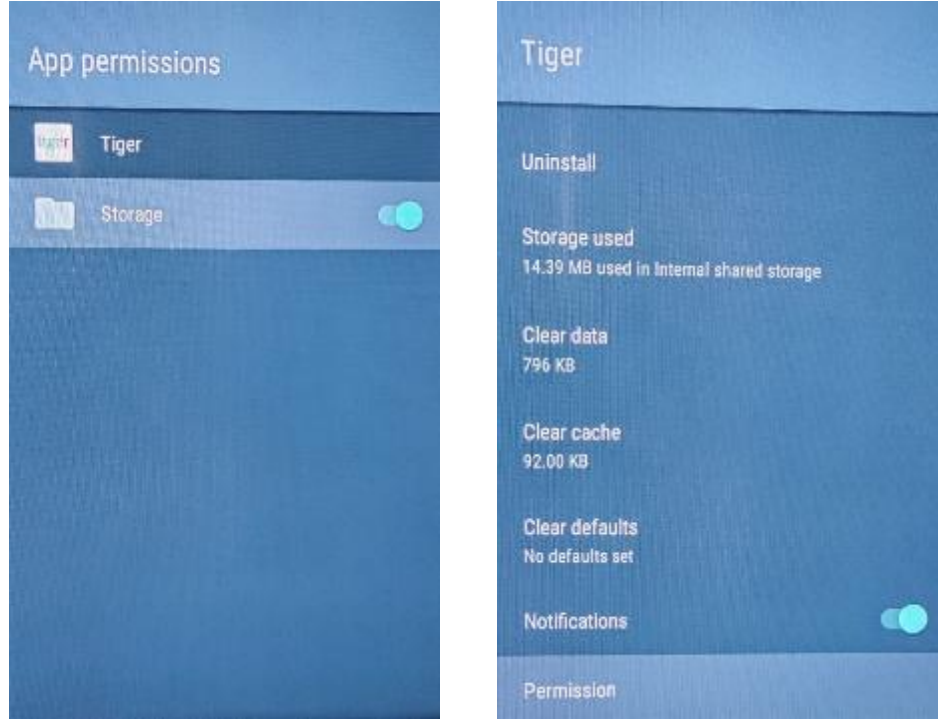 App permissions
Tiger
Storage
Tiger
Uninstall
Storage used
14.39 MB used in Internal shared storage
Clear data
796 KB
Clear cache
92.00 KB
Clear defaults
No defaults set
Notifications
Permission